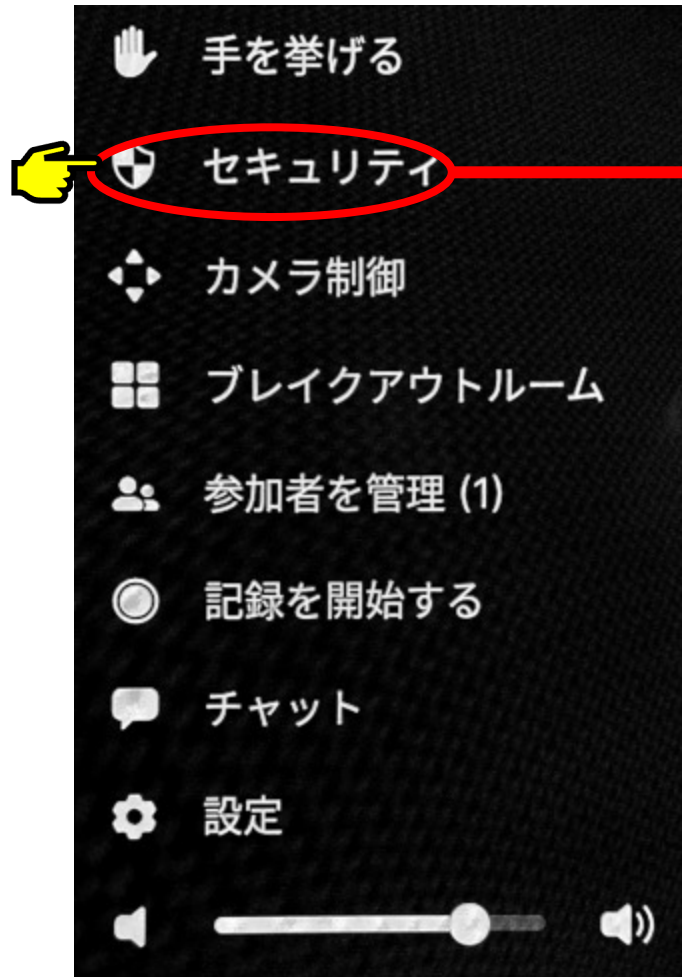 手を挙げる
セキュリティ
カメラ制御
ブレイクアウトルーム
参加者を管理 (1)
記録を開始する
チャット
設定